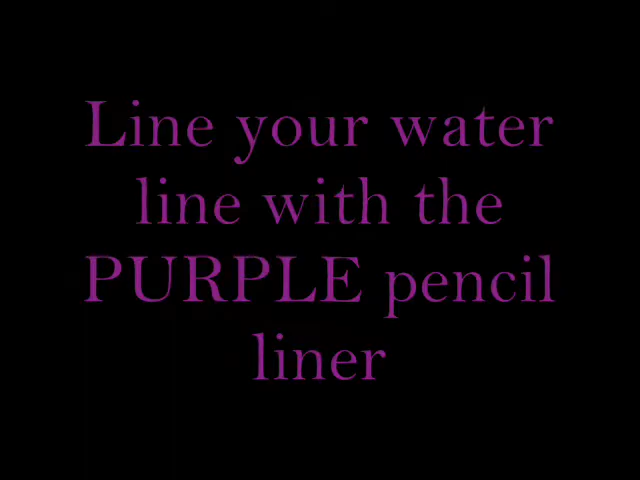 Line your water
line with the
PURPLE pencil
liner